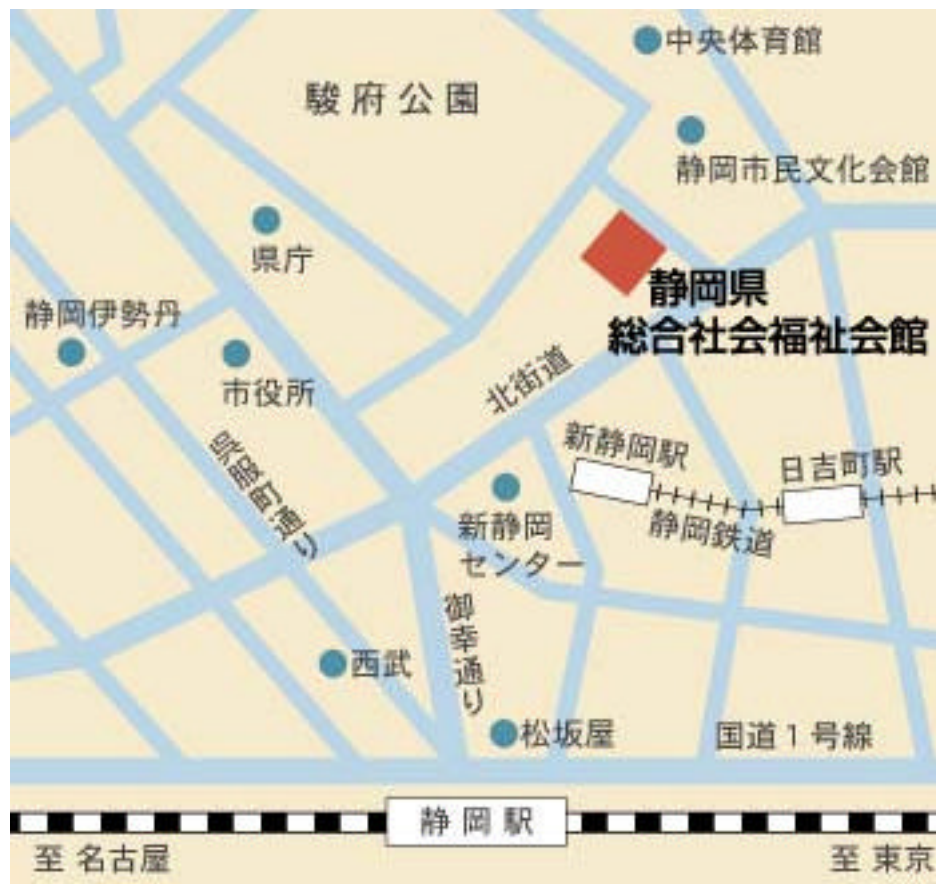 中央体育館
駿府公園
静岡市民文化会館
県庁
静岡県
総合社会福祉会館
静岡伊勢丹
市役所
北街道
呉服町通り
新静岡駅
日吉町駅
静岡鉄道
新静岡
センター
御幸通り
西武
松坂屋
国道1号線
静岡駅
至 名古屋
至 東京